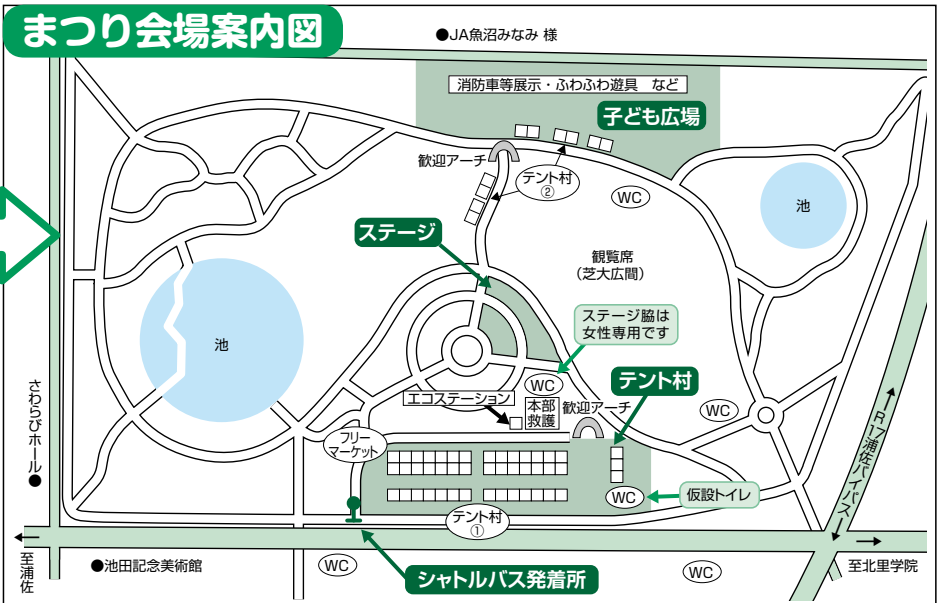 まつり会場案内図
●JA魚沼みなみ 様
消防車等展示・ふわふわ遊具 など
子ども広場
歓迎アーチ
テント村
②
WC
池
ステージ
観覧席
(芝大広間)
ステージ脇は
女性専用です
池
WC
テント村
エコステーション
本部
救護
歓迎アーチ
WC
フリー
マーケット
さわらびホール●
R17浦佐バイパス
WC
仮設トイレ
テント村
①
至浦佐
●池田記念美術館
WC
シャトルバス発着所
WC
至北里学院